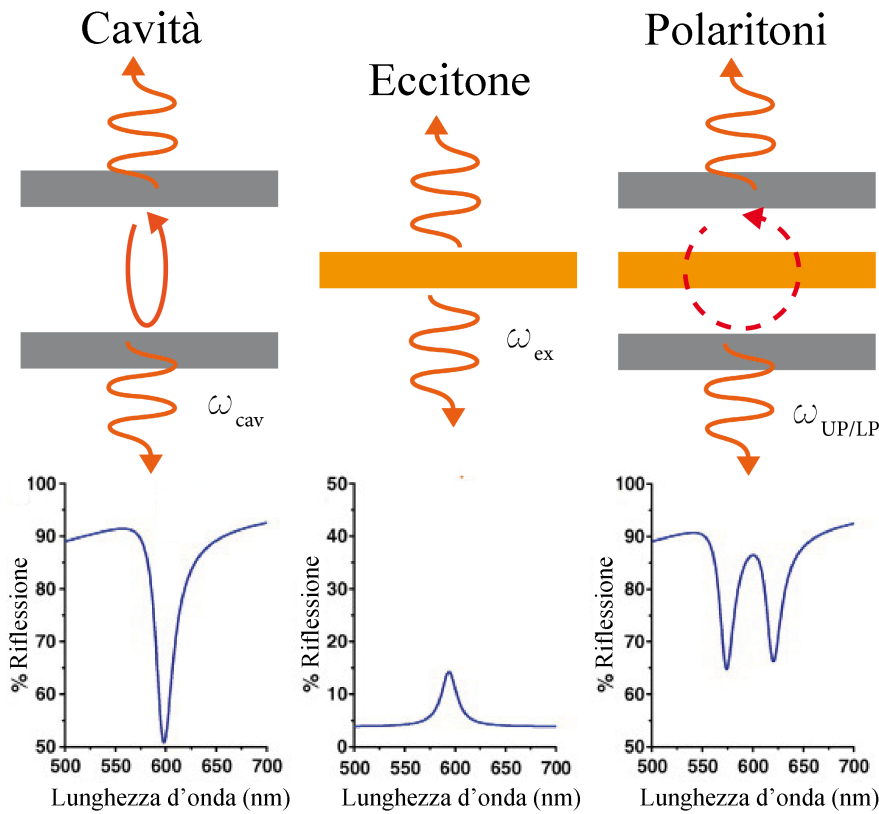 Cavità
Eccitone
Polaritoni
ω cav
ω ex
ω UP/LP
100
90
80
70
60
50
% Riflessione
500 550 600 650 700
Lunghezza d’onda (nm)
50
40
30
15
10
0
% Riflessione
500 550 600 650 700
Lunghezza d’onda (nm)
100
90
80
70
60
50
% Riflessione
500 550 600 650 700
Lunghezza d’onda (nm)